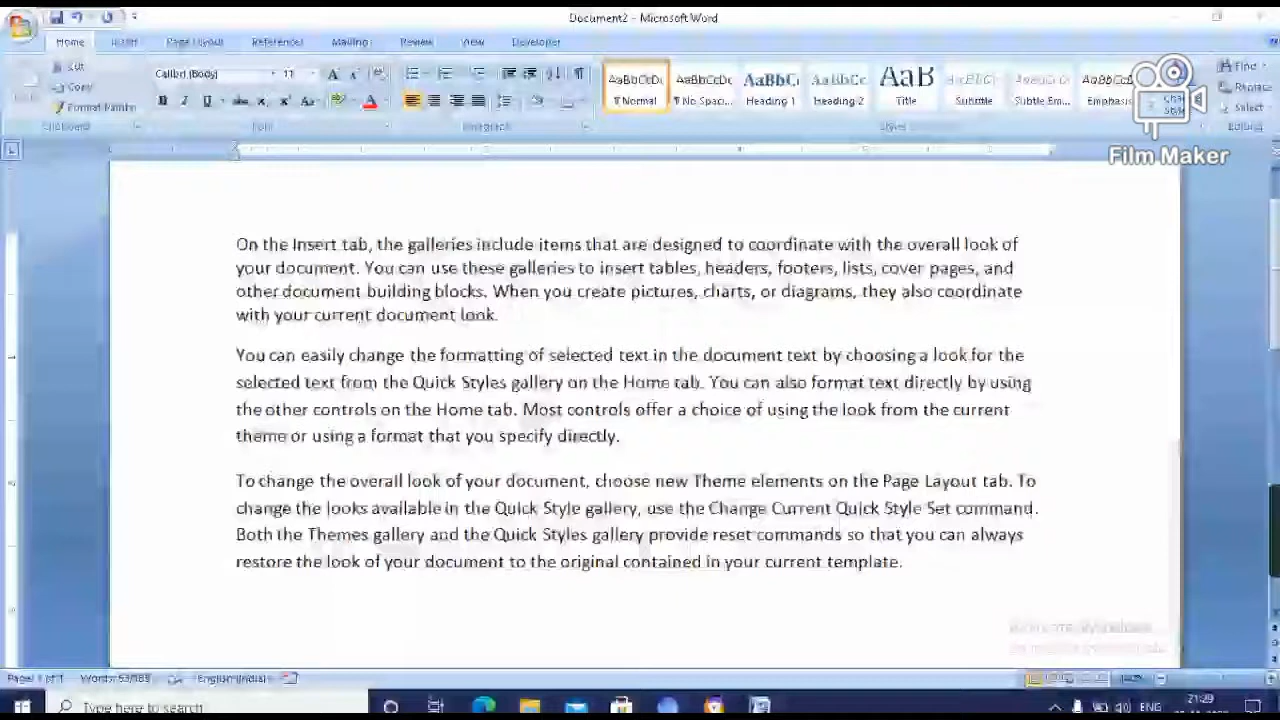 Document2 - Microsoft Word
Home Insert Page Layout References Mailings Review View Developer
Cut
Copy
Format Painter
Clipboard
Calibri (Body) 11
Font
Paragraph
AaBbCcDc AaBbCcDc AaBbC AaBbCc AaB AaBbCc AaBbCcDc AaBbCcDc
¶ Normal ¶ No Spaci... Heading 1 Heading 2 Title Subtitle Subtle Em... Emphasis
Styles
Find
Replace
Select
Editing
Film Maker
On the Insert tab, the galleries include items that are designed to coordinate with the overall look of
your document. You can use these galleries to insert tables, headers, footers, lists, cover pages, and
other document building blocks. When you create pictures, charts, or diagrams, they also coordinate
with your current document look.
You can easily change the formatting of selected text in the document text by choosing a look for the
selected text from the Quick Styles gallery on the Home tab. You can also format text directly by using
the other controls on the Home tab. Most controls offer a choice of using the look from the current
theme or using a format that you specify directly.
To change the overall look of your document, choose new Theme elements on the Page Layout tab. To
change the looks available in the Quick Style gallery, use the Change Current Quick Style Set command.
Both the Themes gallery and the Quick Styles gallery provide reset commands so that you can always
restore the look of your document to the original contained in your current template.
Page: 1 of 1 Words: 53/168 English (India)
Type here to search
ENG
21:29